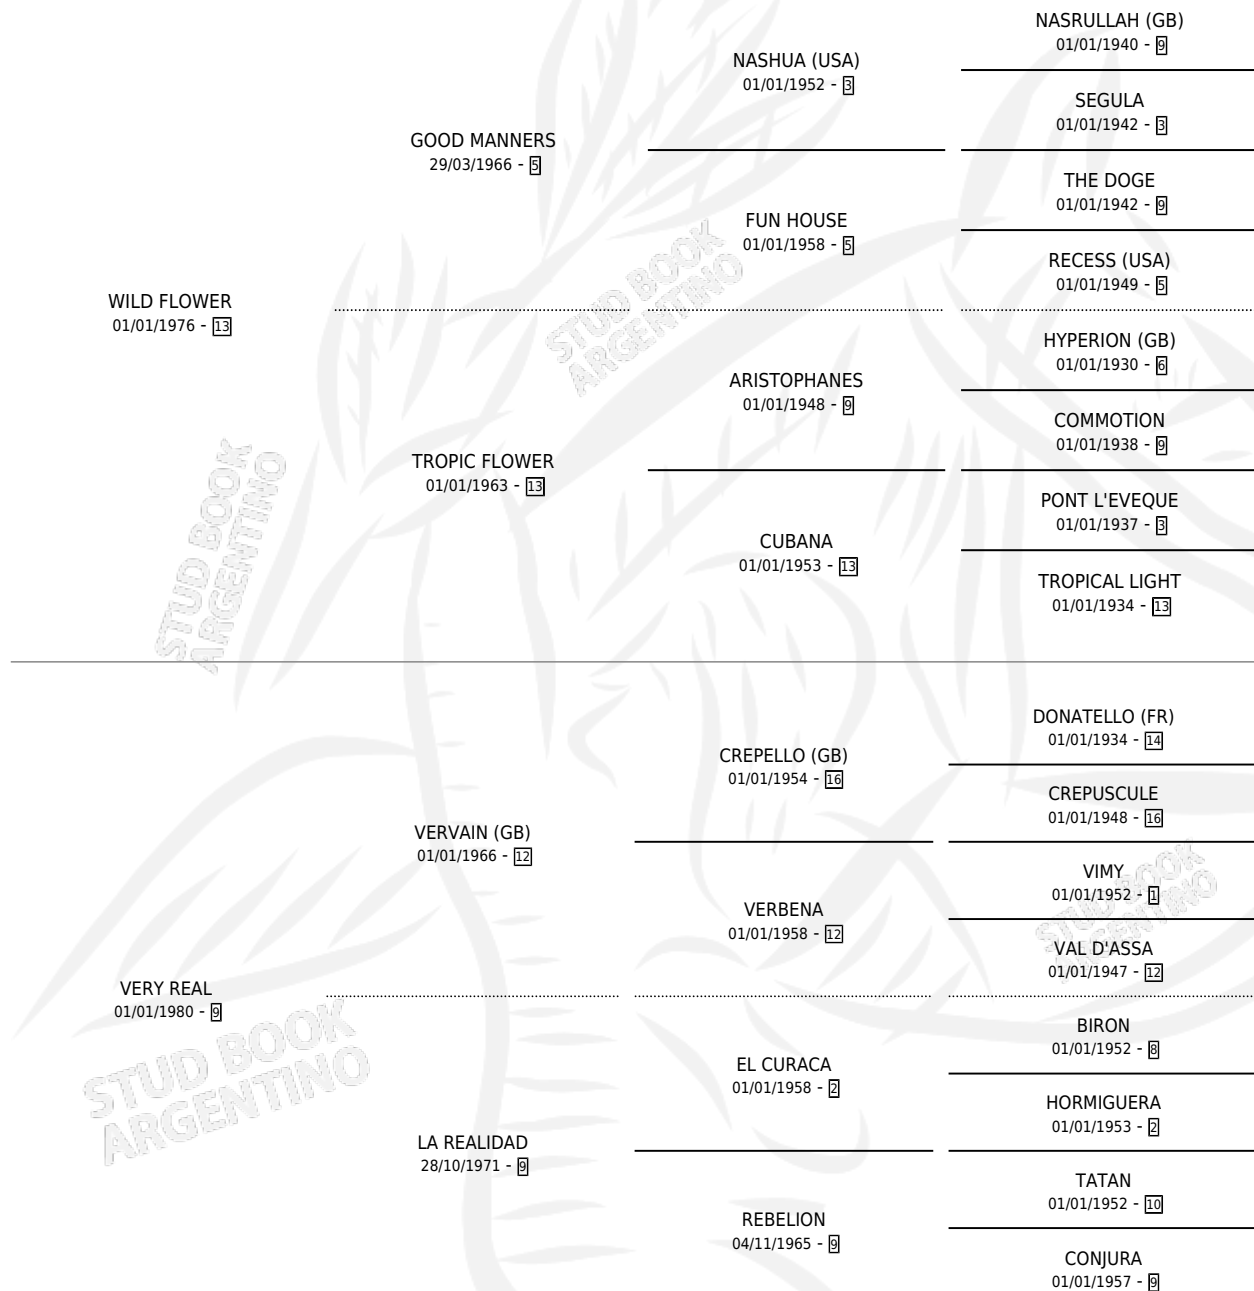 NASRULLAH (GB)
01/01/1940 - 9
NASHUA (USA)
01/01/1952 - 3
SEGULA
01/01/1942 - 3
GOOD MANNERS
29/03/1966 - 5
THE DOGE
01/01/1942 - 9
FUN HOUSE
01/01/1958 - 5
RECESS (USA)
01/01/1949 - 5
WILD FLOWER
01/01/1976 - 13
STUD BOOK
ARGENTINO
HYPERION (GB)
01/01/1930 - 6
ARISTOPHANES
01/01/1948 - 9
COMMOTION
01/01/1938 - 9
TROPIC FLOWER
01/01/1963 - 13
PONT L'EVEQUE
01/01/1937 - 3
CUBANA
01/01/1953 - 13
TROPICAL LIGHT
01/01/1934 - 13
STUD BOOK
ARGENTINO
DONATELLO (FR)
01/01/1934 - 14
CREPELLO (GB)
01/01/1954 - 16
CREPUSCULE
01/01/1948 - 16
VERVAIN (GB)
01/01/1966 - 12
VIMY
01/01/1952 - 1
VERBENA
01/01/1958 - 12
STUD BOOK
ARGENTINO
VAL D'ASSA
01/01/1947 - 12
VERY REAL
01/01/1980 - 9
BIRON
01/01/1952 - 8
EL CURACA
01/01/1958 - 2
STUD BOOK
ARGENTINO
HORMIGUERA
01/01/1953 - 2
LA REALIDAD
28/10/1971 - 9
TATAN
01/01/1952 - 10
REBELION
04/11/1965 - 9
CONJURA
01/01/1957 - 9